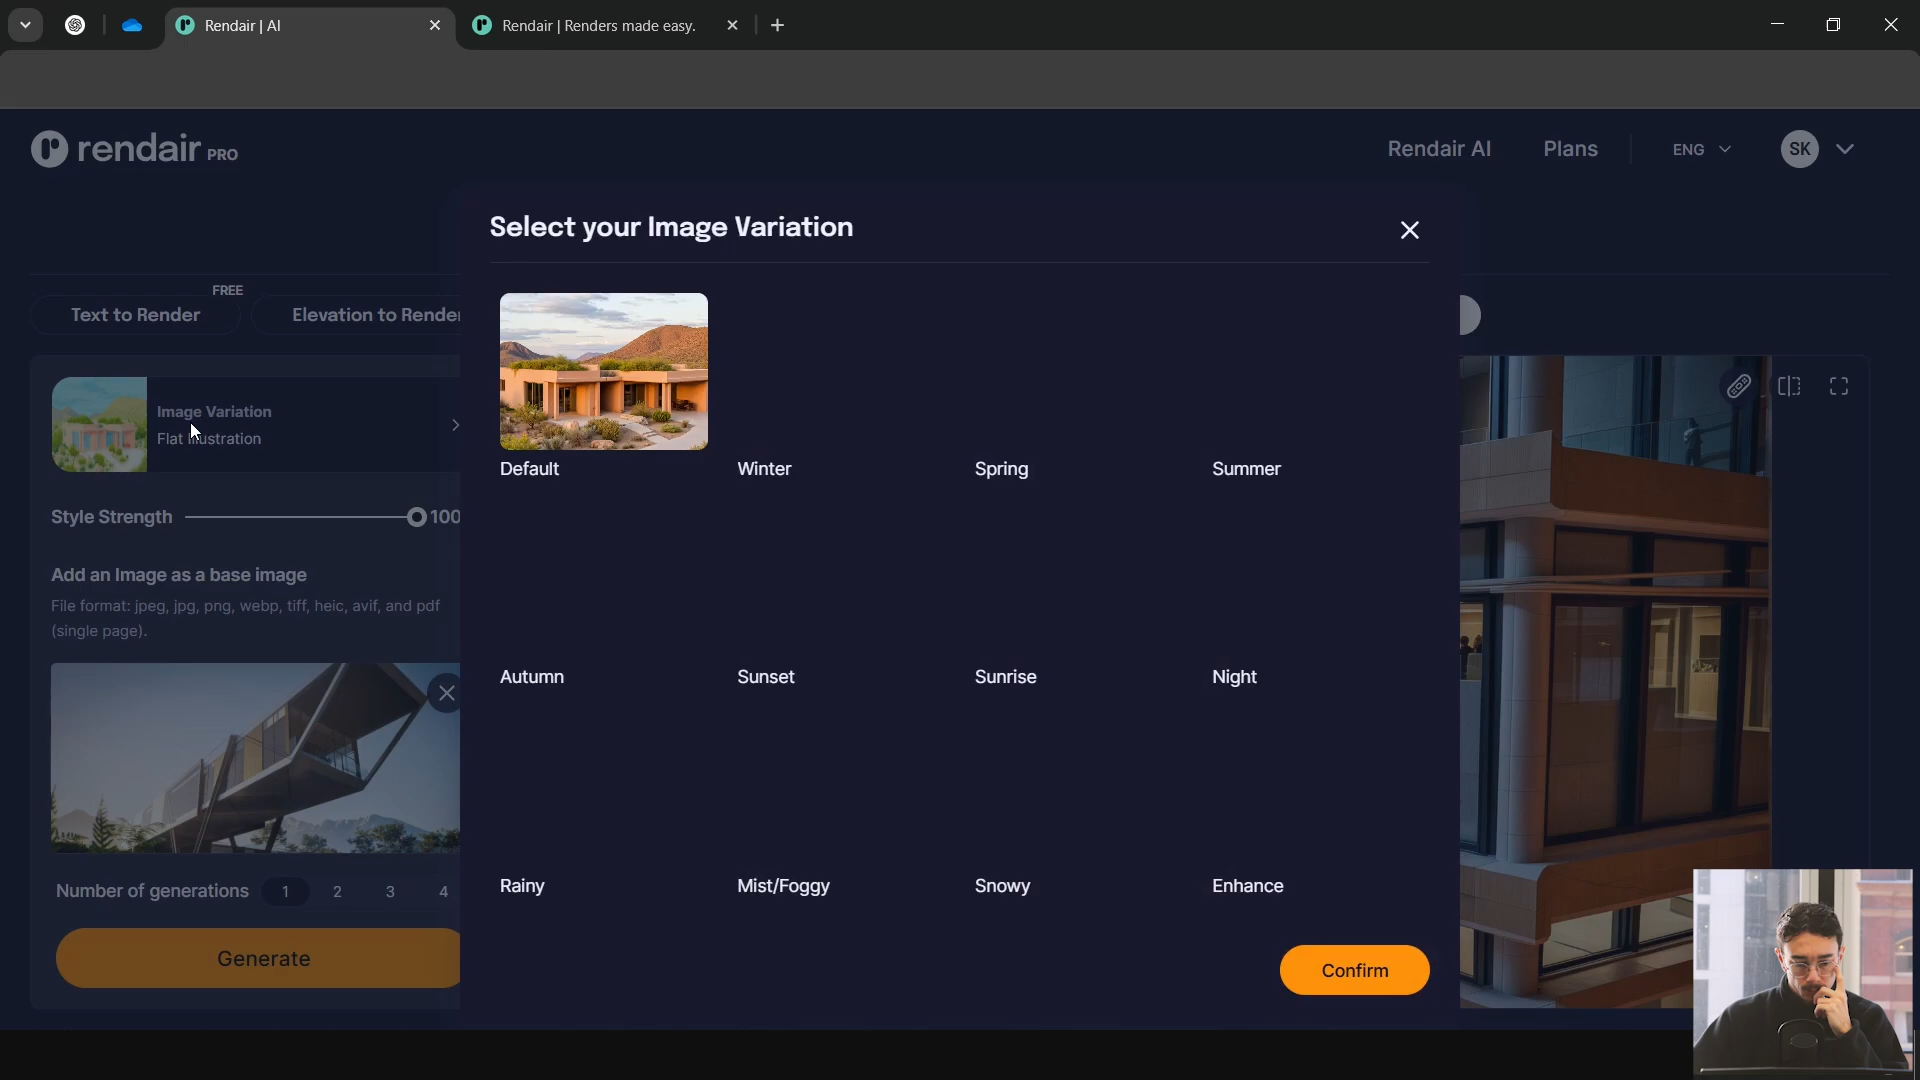 Rendair | AI
Rendair | Renders made easy.
rendair PRO
Rendair AI
Plans
ENG
SK
Select your Image Variation
FREE
Text to Render
Elevation to Render
Image Variation
Flat Illustration
Style Strength
100
Add an Image as a base image
File format: jpeg, jpg, png, webp, tiff, heic, avif, and pdf
(single page).
Number of generations 1 2 3 4
Generate
Default
Winter
Spring
Summer
Autumn
Sunset
Sunrise
Night
Rainy
Mist/Foggy
Snowy
Enhance
Confirm